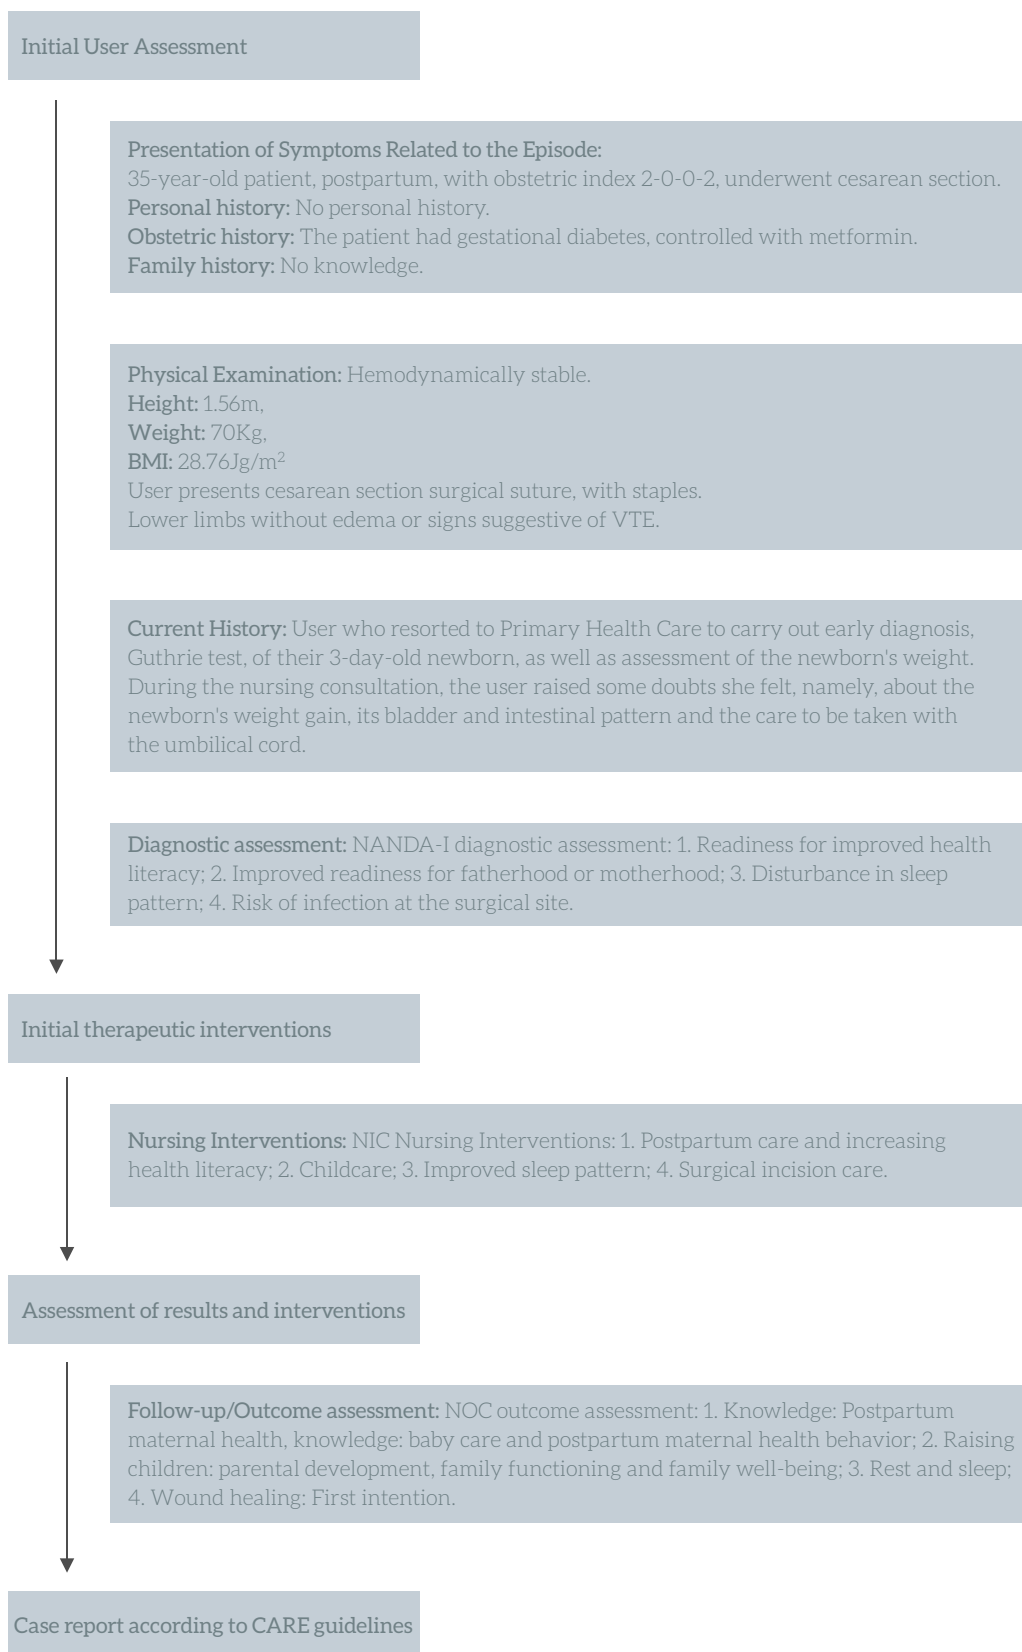 Initial User Assessment
Presentation of Symptoms Related to the Episode:
35-year-old patient, postpartum, with obstetric index 2-0-0-2, underwent cesarean section.
Personal history: No personal history.
Obstetric history: The patient had gestational diabetes, controlled with metformin.
Family history: No knowledge.
Physical Examination: Hemodynamically stable.
Height: 1.56m,
Weight: 70Kg,
BMI: 28.76Jg/m²
User presents cesarean section surgical suture, with staples.
Lower limbs without edema or signs suggestive of VTE.
Current History: User who resorted to Primary Health Care to carry out early diagnosis,
Guthrie test, of their 3-day-old newborn, as well as assessment of the newborn's weight.
During the nursing consultation, the user raised some doubts she felt, namely, about the
newborn's weight gain, its bladder and intestinal pattern and the care to be taken with
the umbilical cord.
Diagnostic assessment: NANDA-I diagnostic assessment: 1. Readiness for improved health
literacy; 2. Improved readiness for fatherhood or motherhood; 3. Disturbance in sleep
pattern; 4. Risk of infection at the surgical site.
Initial therapeutic interventions
Nursing Interventions: NIC Nursing Interventions: 1. Postpartum care and increasing
health literacy; 2. Childcare; 3. Improved sleep pattern; 4. Surgical incision care.
Assessment of results and interventions
Follow-up/Outcome assessment: NOC outcome assessment: 1. Knowledge: Postpartum
maternal health, knowledge: baby care and postpartum maternal health behavior; 2. Raising
children: parental development, family functioning and family well-being; 3. Rest and sleep;
4. Wound healing: First intention.
Case report according to CARE guidelines